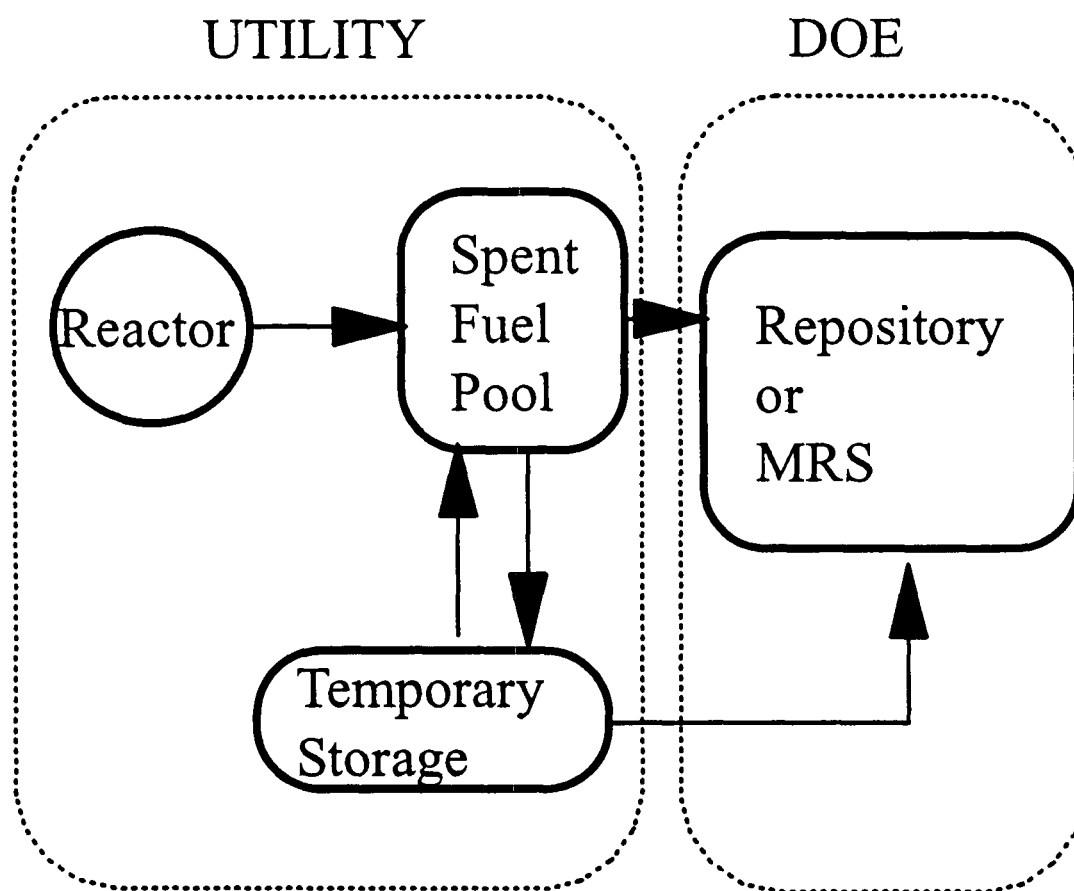 UTILITY
DOE
Reactor
Spent
Fuel
Pool
Repository
or
MRS
Temporary
Storage